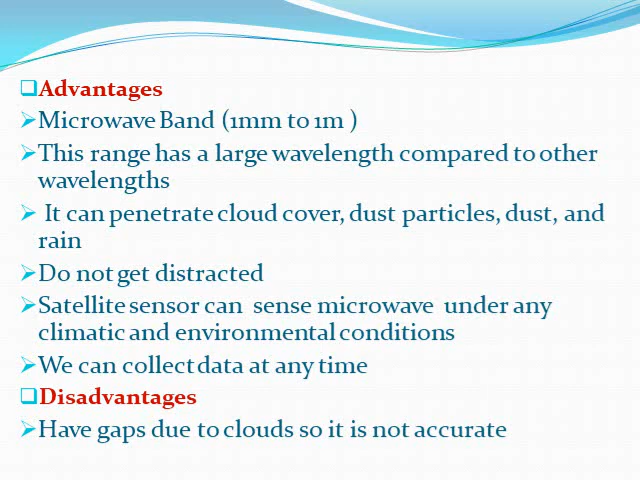 Advantages
Microwave Band (1mm to 1m )
This range has a large wavelength compared to other
wavelengths
It can penetrate cloud cover, dust particles, dust, and
rain
Do not get distracted
Satellite sensor can sense microwave under any
climatic and environmental conditions
We can collect data at any time
Disadvantages
Have gaps due to clouds so it is not accurate